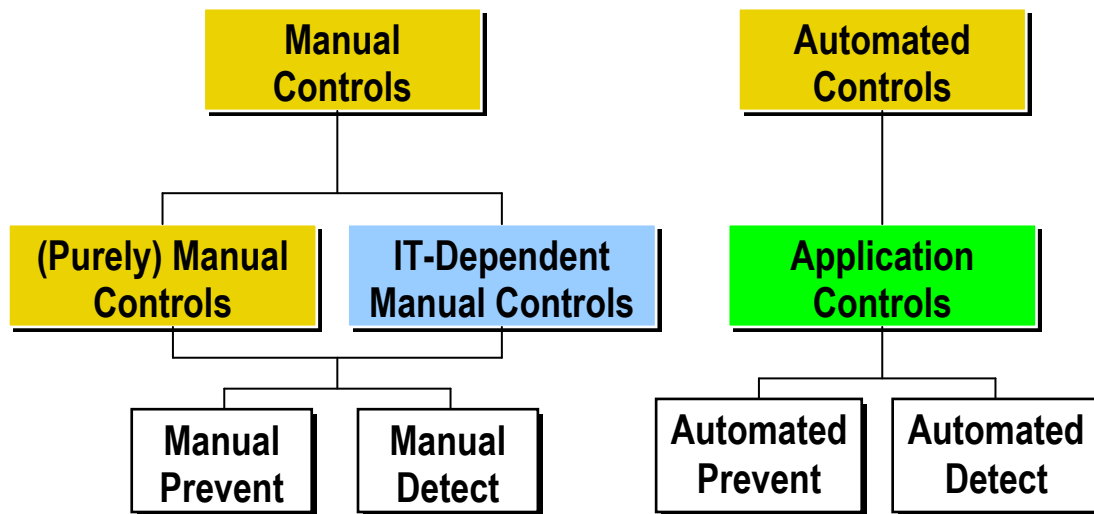 Manual
Controls
Automated
Controls
(Purely) Manual
Controls
IT-Dependent
Manual Controls
Application
Controls
Manual
Prevent
Manual
Detect
Automated
Prevent
Automated
Detect